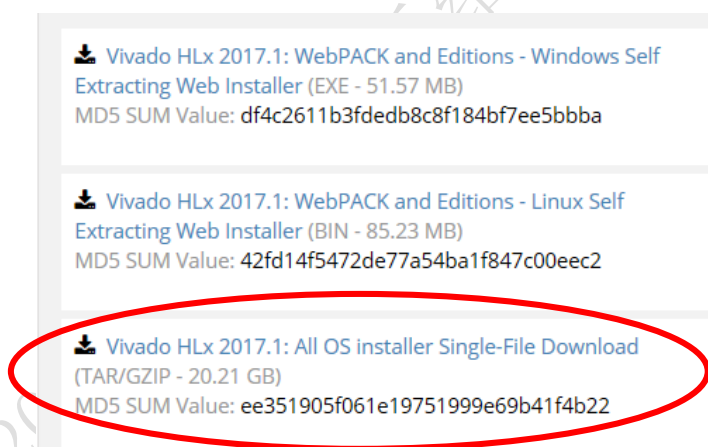 Vivado HLx 2017.1: WebPACK and Editions - Windows Self
Extracting Web Installer (EXE - 51.57 MB)
MD5 SUM Value: df4c2611b3fdedb8c8f184bf7ee5bbba
Vivado HLx 2017.1: WebPACK and Editions - Linux Self
Extracting Web Installer (BIN - 85.23 MB)
MD5 SUM Value: 42fd14f5472de77a54ba1f847c00eec2
Vivado HLx 2017.1: All OS installer Single-File Download
(TAR/GZIP - 20.21 GB)
MD5 SUM Value: ee351905f061e19751999e69b41f4b22